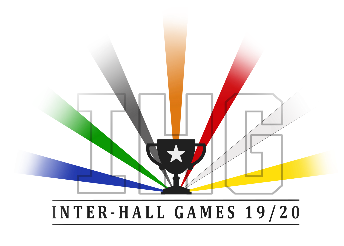 IHG
INTER-HALL GAMES 19/20